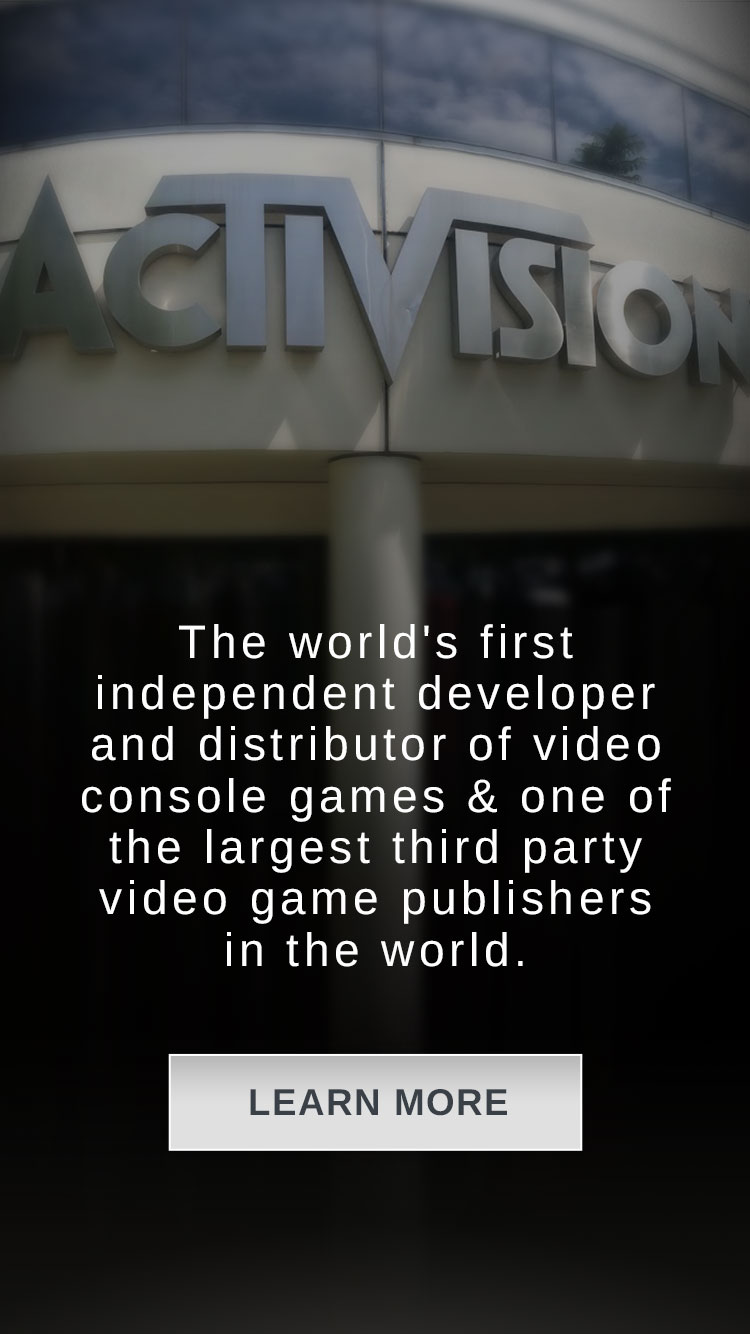 ACTIVISION
The world's first
independent developer
and distributor of video
console games & one of
the largest third party
video game publishers
in the world.
LEARN MORE